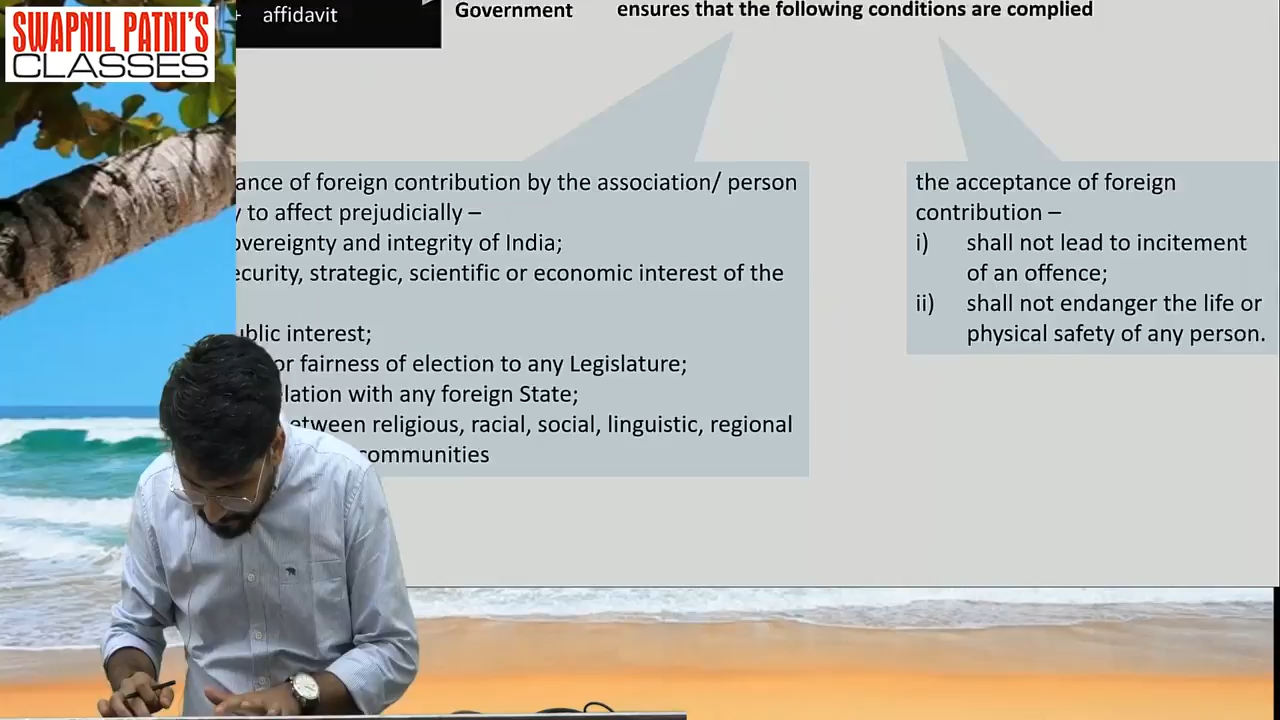 SWAPNIL PATNI'S
CLASSES
affidavit
Government
ensures that the following conditions are complied
ance of foreign contribution by the association/ person
y to affect prejudicially –
overeignty and integrity of India;
ecurity, strategic, scientific or economic interest of the
ublic interest;
or fairness of election to any Legislature;
elation with any foreign State;
etween religious, racial, social, linguistic, regional
communities
the acceptance of foreign
contribution –
i) shall not lead to incitement
of an offence;
ii) shall not endanger the life or
physical safety of any person.